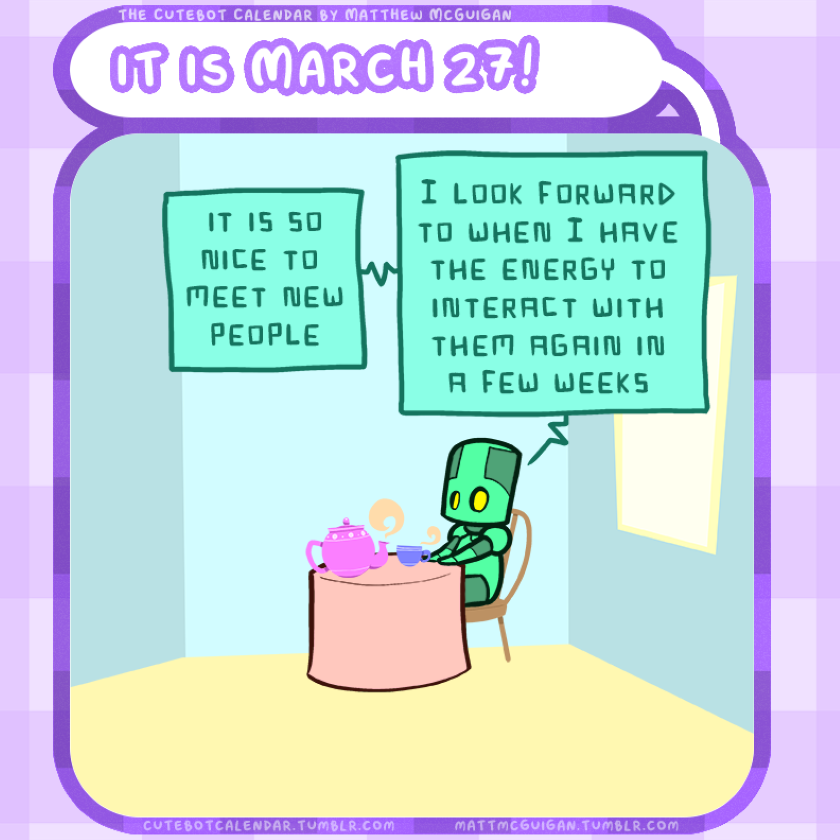 THE CUTEBOT CALENDAR BY MATTHEW MCGUIGAN
IT IS MARCH 27!
IT IS SO
NICE TO
MEET NEW
PEOPLE
I LOOK FORWARD
TO WHEN I HAVE
THE ENERGY TO
INTERACT WITH
THEM AGAIN IN
A FEW WEEKS
CUTEBOTCALENDAR.TUMBLR.COM
MATTMCGUIGAN.TUMBLR.COM